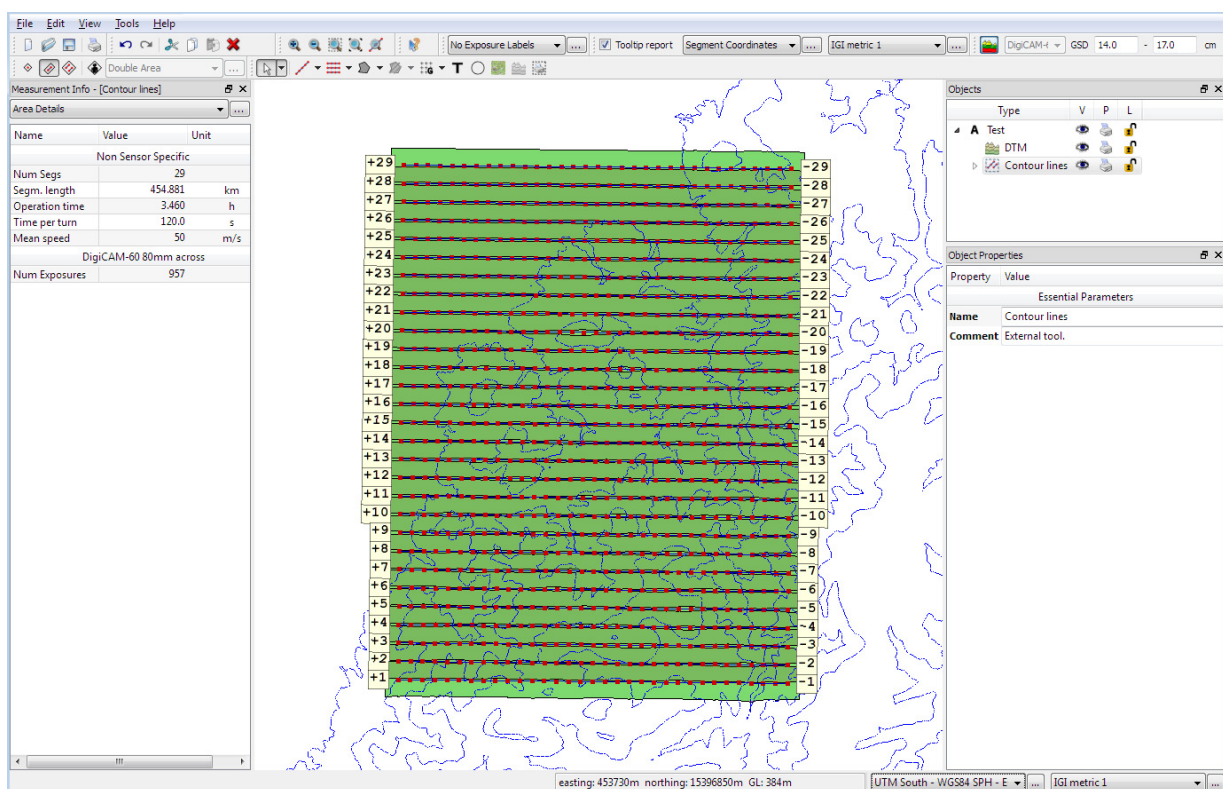 File Edit View Tools Help
No Exposure Labels ... Tooltip report Segment Coordinates ... IGI metric 1 ... GSD 14.0 - 17.0 cm
Double Area ... T
Measurement Info - [Contour lines]
Area Details ...
Name Value Unit
Non Sensor Specific
Num Segs 29
Segm. length 454.881 km
Operation time 3.460 h
Time per turn 120.0 s
Mean speed 50 m/s
DigiCAM-60 80mm across
Num Exposures 957
+29 -29
+28 -28
+27 -27
+26 -26
+25 -25
+24 -24
+23 -23
+22 -22
+21 -21
+20 -20
+19 -19
+18 -18
+17 -17
+16 -16
+15 -15
+14 -14
+13 -13
+12 -12
+11 -11
+10 -10
+9 -9
+8 -8
+7 -7
+6 -6
+5 -5
+4 -4
+3 -3
+2 -2
+1 -1
Objects
Type V P L
A Test
DTM
Contour lines
Object Properties
Property Value
Essential Parameters
Name Contour lines
Comment External tool.
easting: 453730m northing: 15396850m GL: 384m
UTM South - WGS84 SPH - E ... IGI metric 1 ...